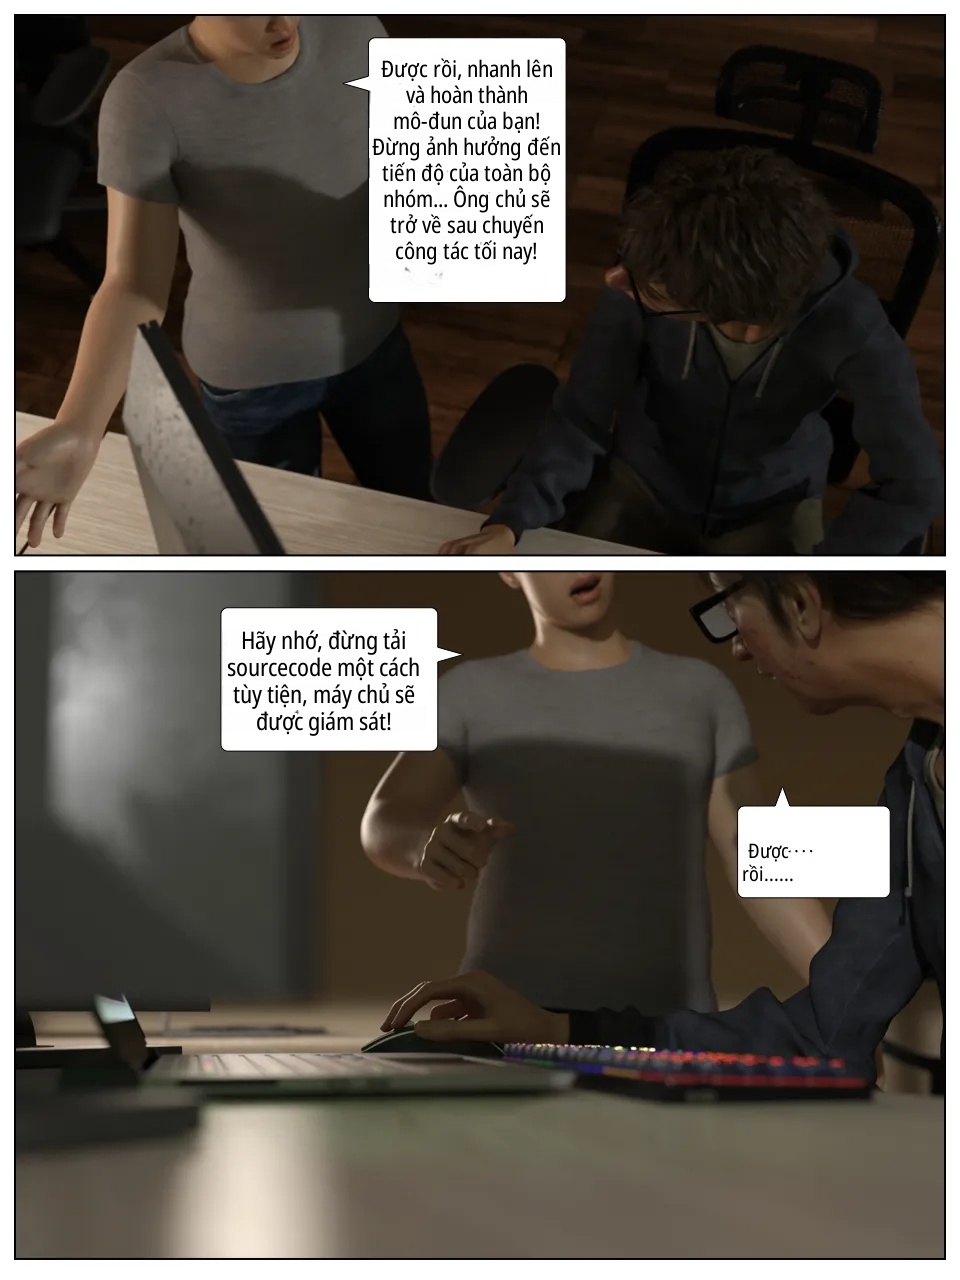 Được rồi, nhanh lên
và hoàn thành
mô-đun của bạn!
Đừng ảnh hưởng đến
tiến độ của toàn bộ
nhóm... Ông chủ sẽ
trở về sau chuyến
công tác tối nay!
Hãy nhớ, đừng tải
sourcecode một cách
tùy tiện, máy chủ sẽ
được giám sát!
Được····
rồi......